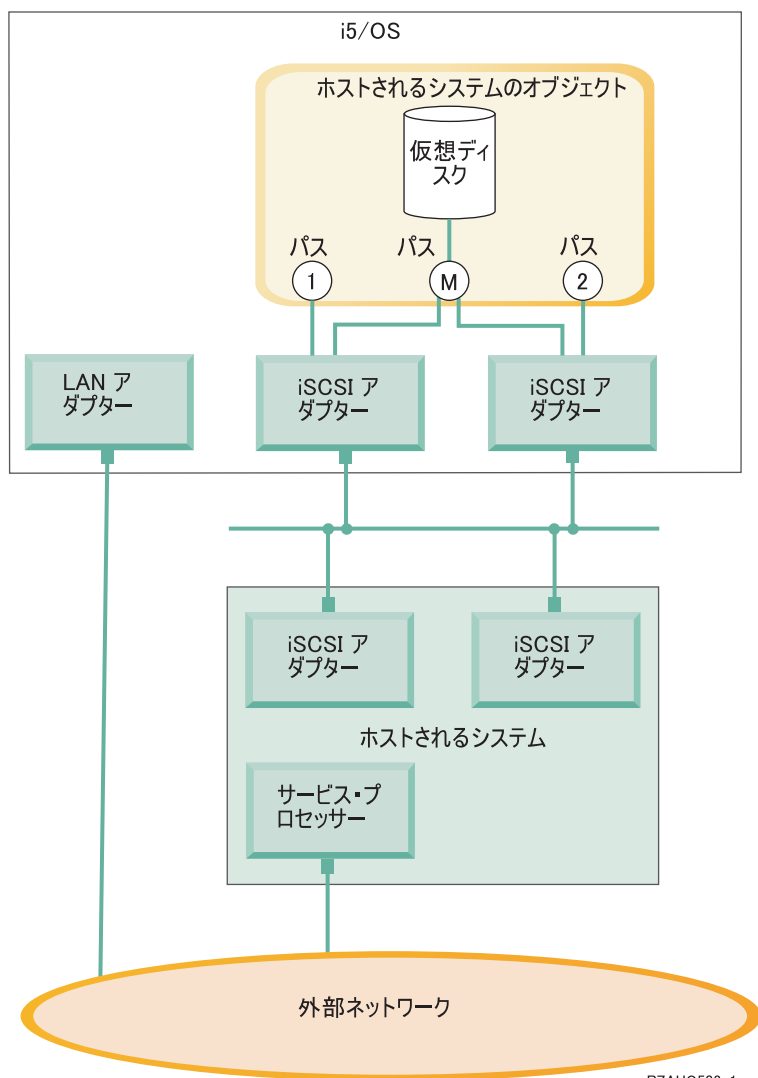 i5/OS
ホストされるシステムのオブジェクト
仮想ディ
スク
パス
パス
パス
1
M
2
LAN ア
ダプター
iSCSI ア
ダプター
iSCSI ア
ダプター
iSCSI ア
ダプター
iSCSI ア
ダプター
ホストされるシステム
サービス・プ
ロセッサー
外部ネットワーク